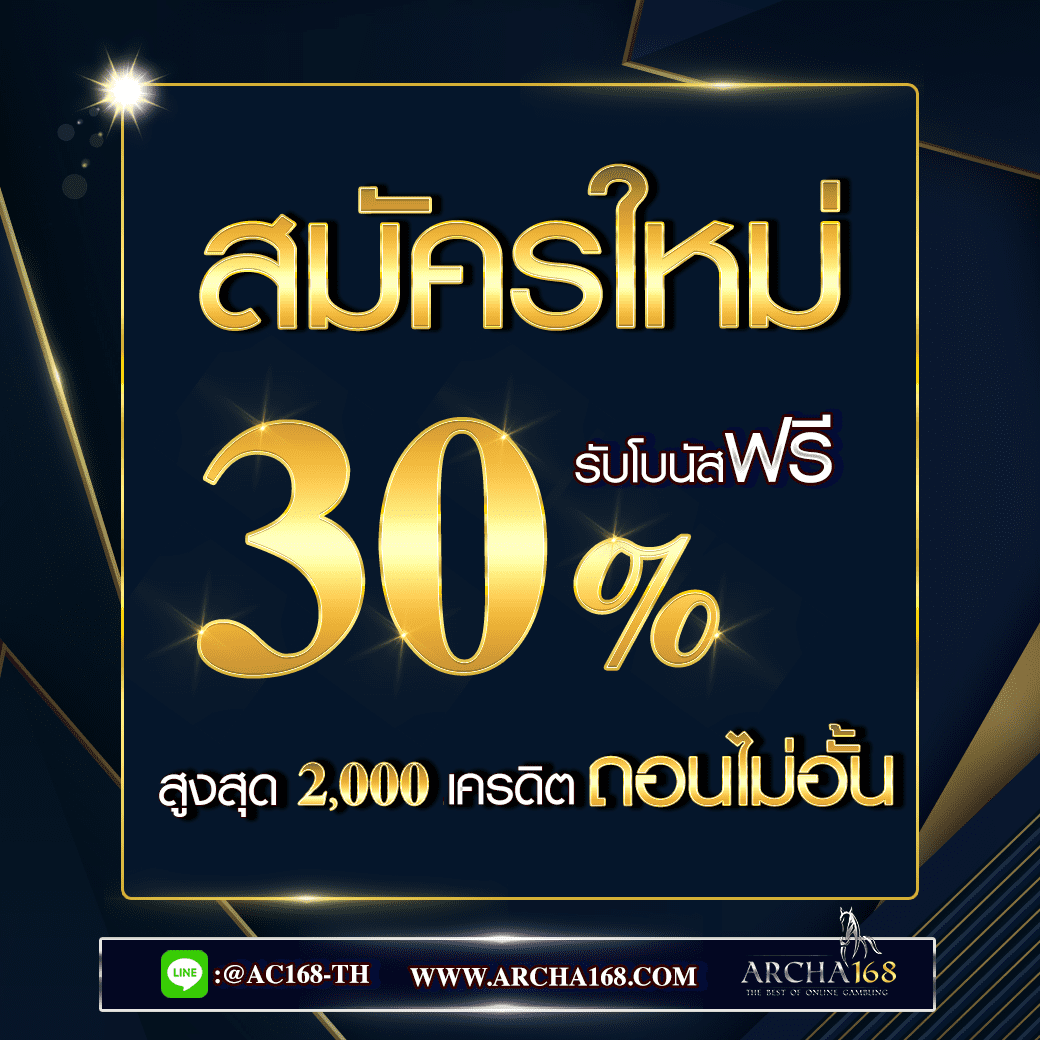 สมัครใหม่
30% รับโบนัสฟรี
สูงสุด 2,000 เครดิต ถอนไม่อั้น
LINE :@AC168-TH WWW.ARCHA168.COM ARCHA168
THE BEST OF ONLINE GAMBLING